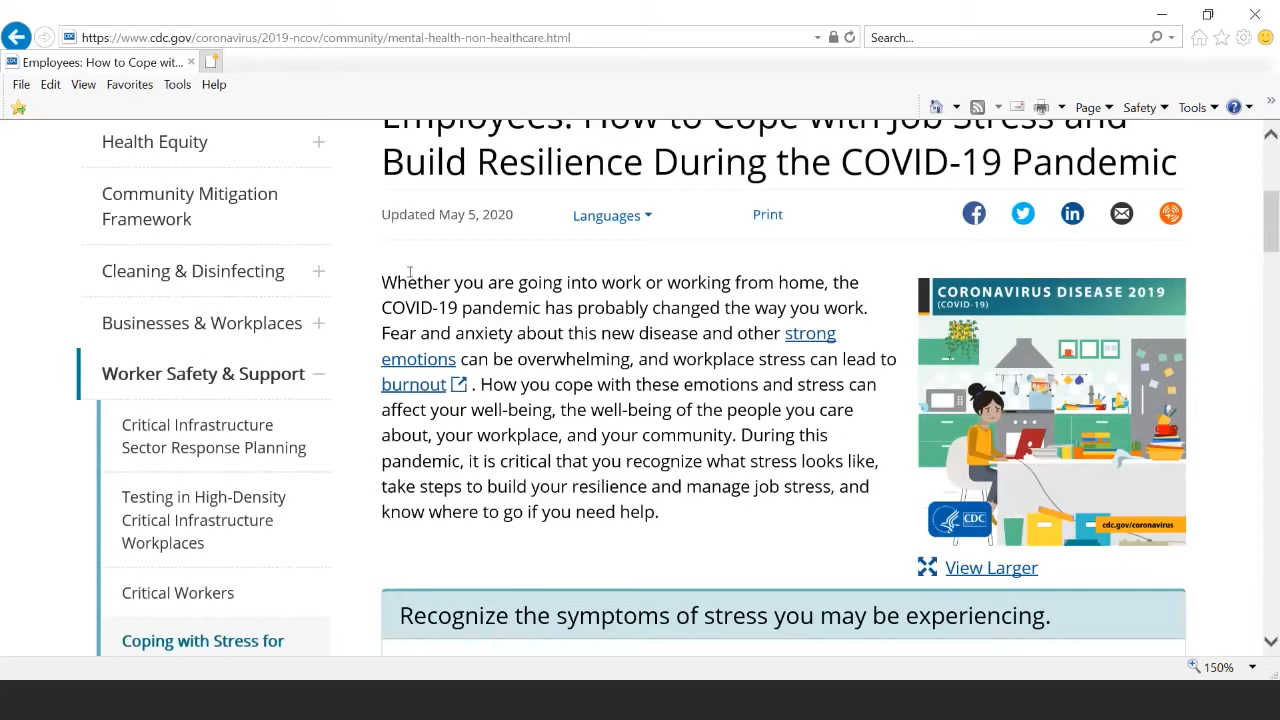 https://www.cdc.gov/coronavirus/2019-ncov/community/mental-health-non-healthcare.html
Search...
Employees: How to Cope wit...
File Edit View Favorites Tools Help
Page Safety Tools
Health Equity
Community Mitigation
Framework
Cleaning & Disinfecting
Businesses & Workplaces
Worker Safety & Support
Critical Infrastructure
Sector Response Planning
Testing in High-Density
Critical Infrastructure
Workplaces
Critical Workers
Coping with Stress for
Employees: How to Cope with Job Stress and
Build Resilience During the COVID-19 Pandemic
Updated May 5, 2020
Languages
Print
Whether you are going into work or working from home, the
COVID-19 pandemic has probably changed the way you work.
Fear and anxiety about this new disease and other strong
emotions can be overwhelming, and workplace stress can lead to
burnout . How you cope with these emotions and stress can
affect your well-being, the well-being of the people you care
about, your workplace, and your community. During this
pandemic, it is critical that you recognize what stress looks like,
take steps to build your resilience and manage job stress, and
know where to go if you need help.
CORONAVIRUS DISEASE 2019
(COVID-19)
CDC
cdc.gov/coronavirus
View Larger
Recognize the symptoms of stress you may be experiencing.
150%